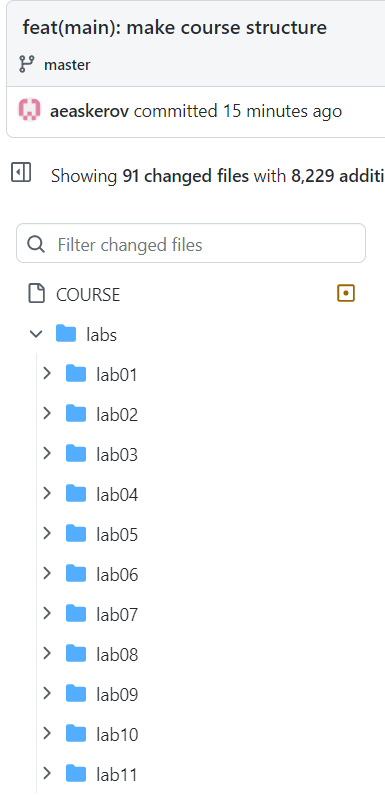 feat(main): make course structure
master
aeaskerov committed 15 minutes ago
Showing 91 changed files with 8,229 additi
Filter changed files
COURSE
labs
lab01
lab02
lab03
lab04
lab05
lab06
lab07
lab08
lab09
lab10
lab11